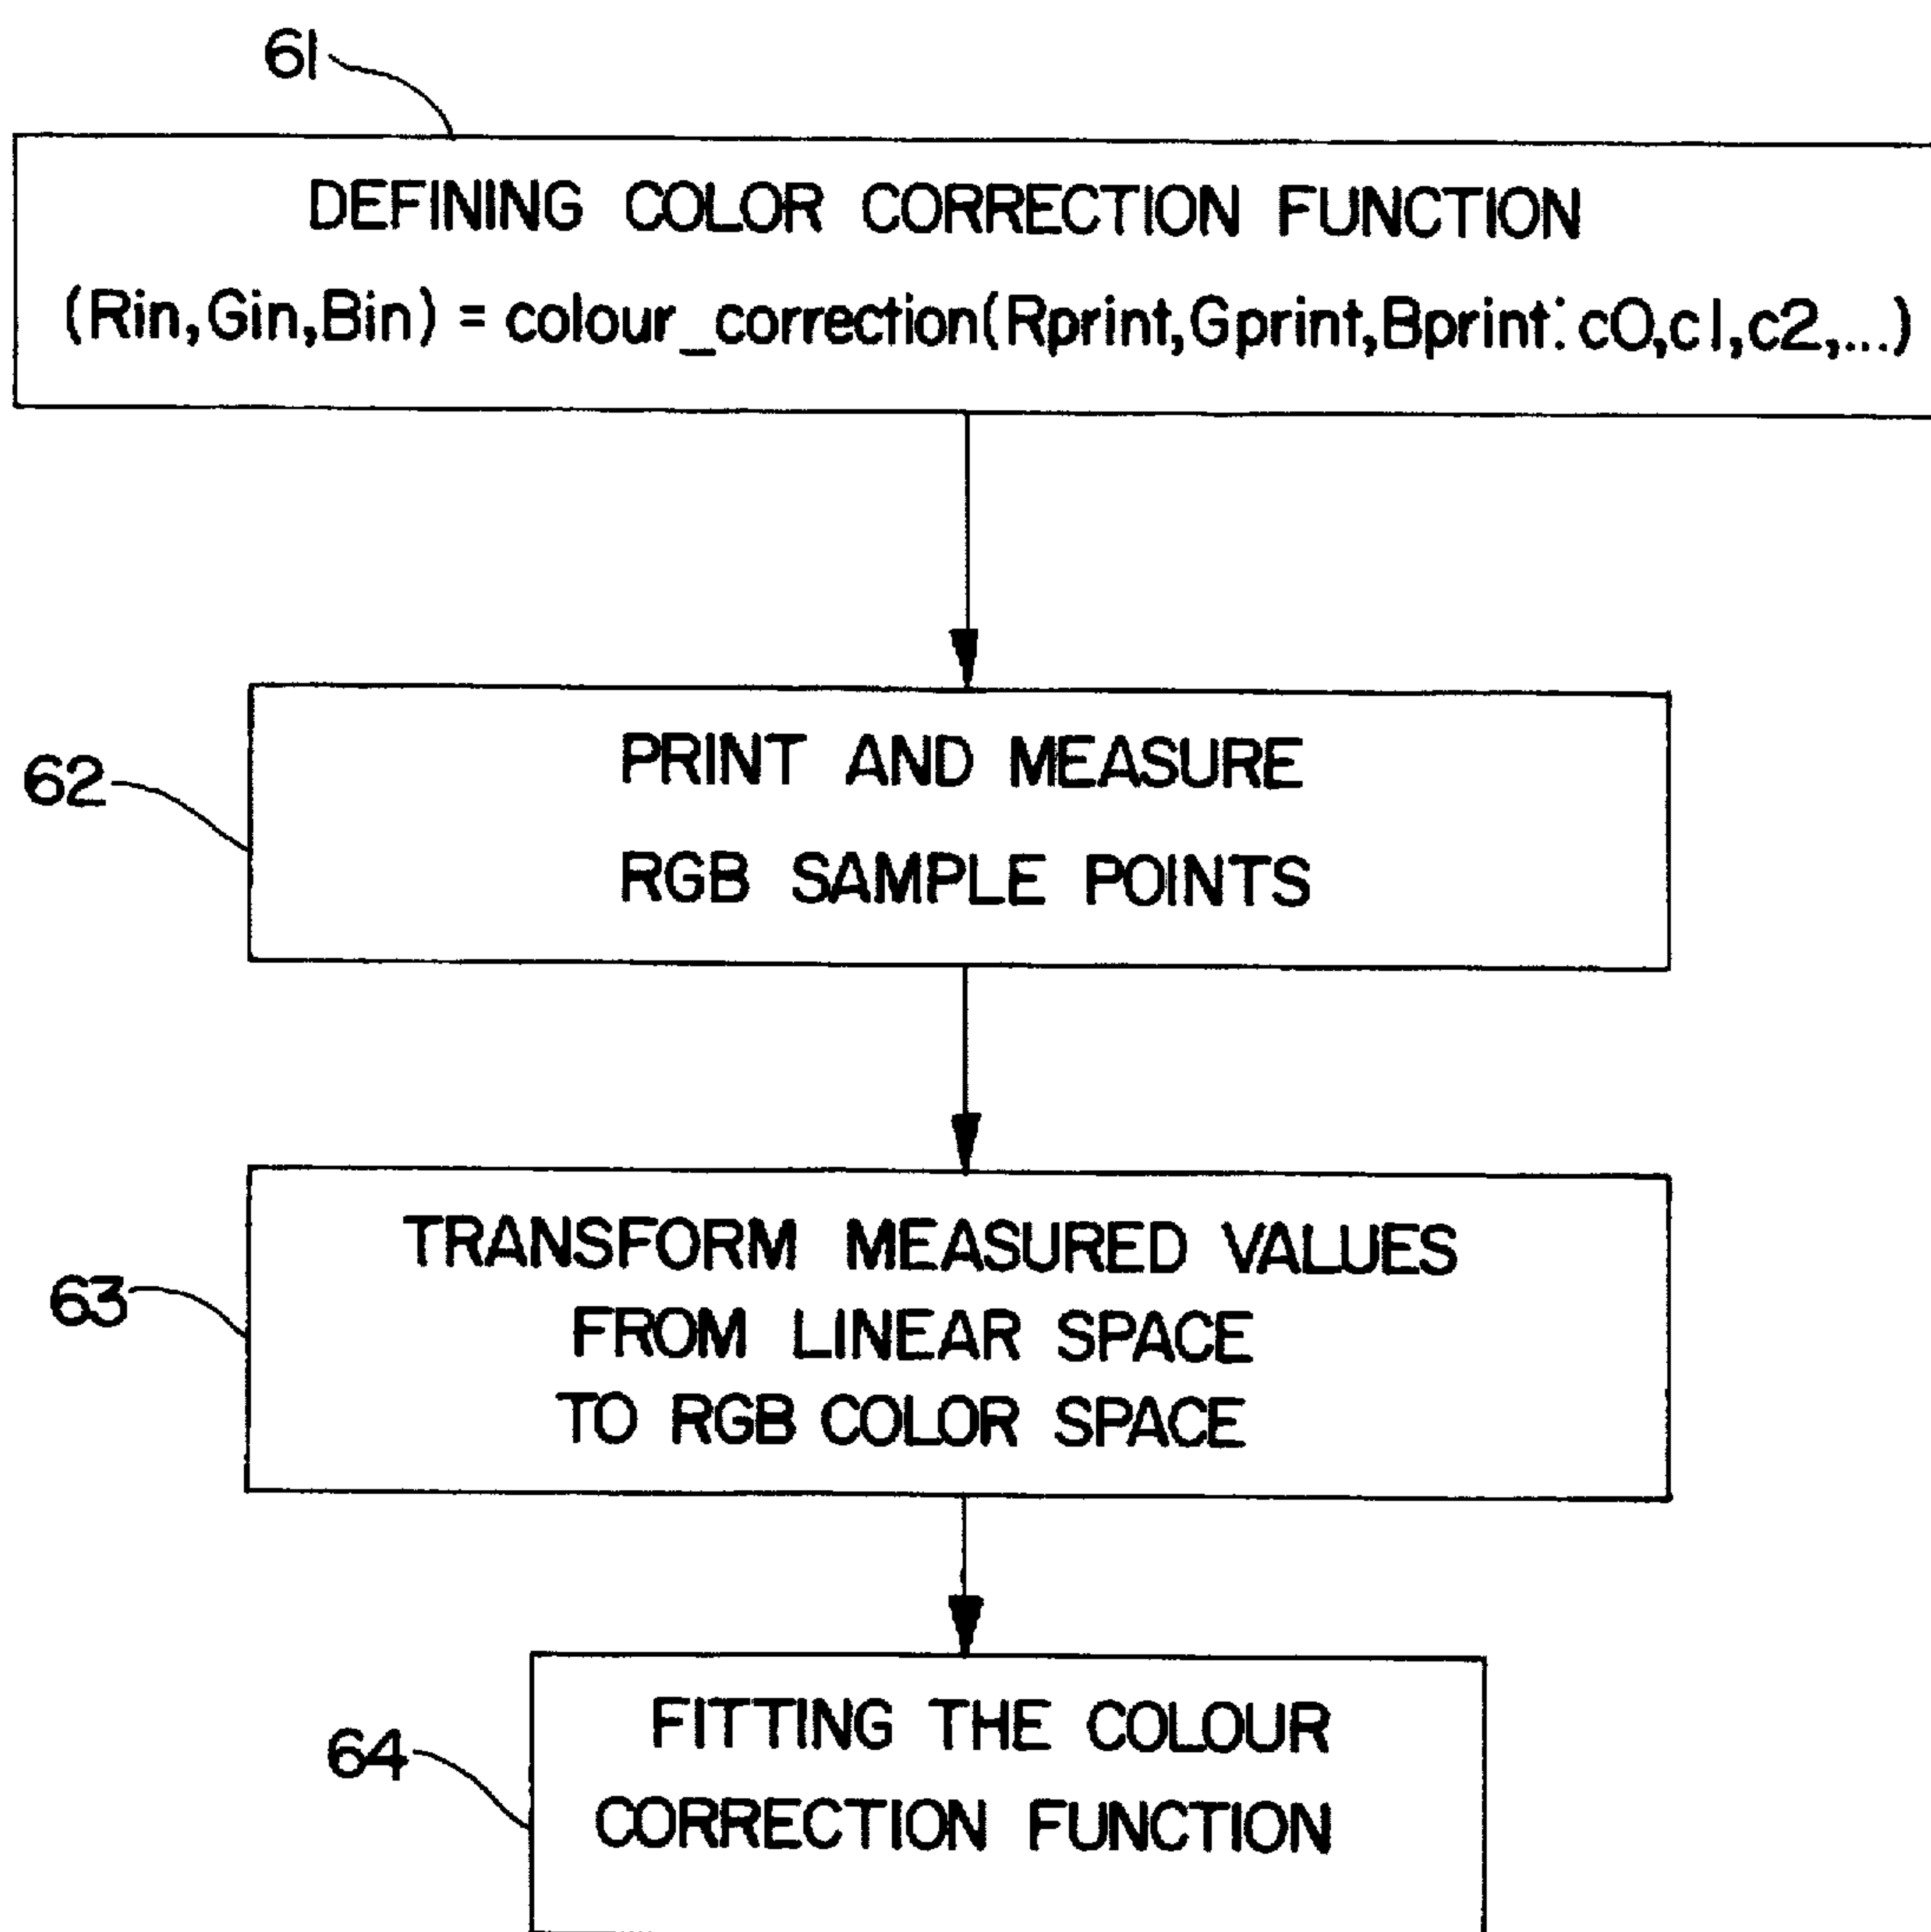 61
DEFINING COLOR CORRECTION FUNCTION
(Rin,Gin,Bin) = colour_correction(Rprint,Gprint,Bprint: c0,c1,c2,...)
62
PRINT AND MEASURE
RGB SAMPLE POINTS
63
TRANSFORM MEASURED VALUES
FROM LINEAR SPACE
TO RGB COLOR SPACE
64
FITTING THE COLOUR
CORRECTION FUNCTION